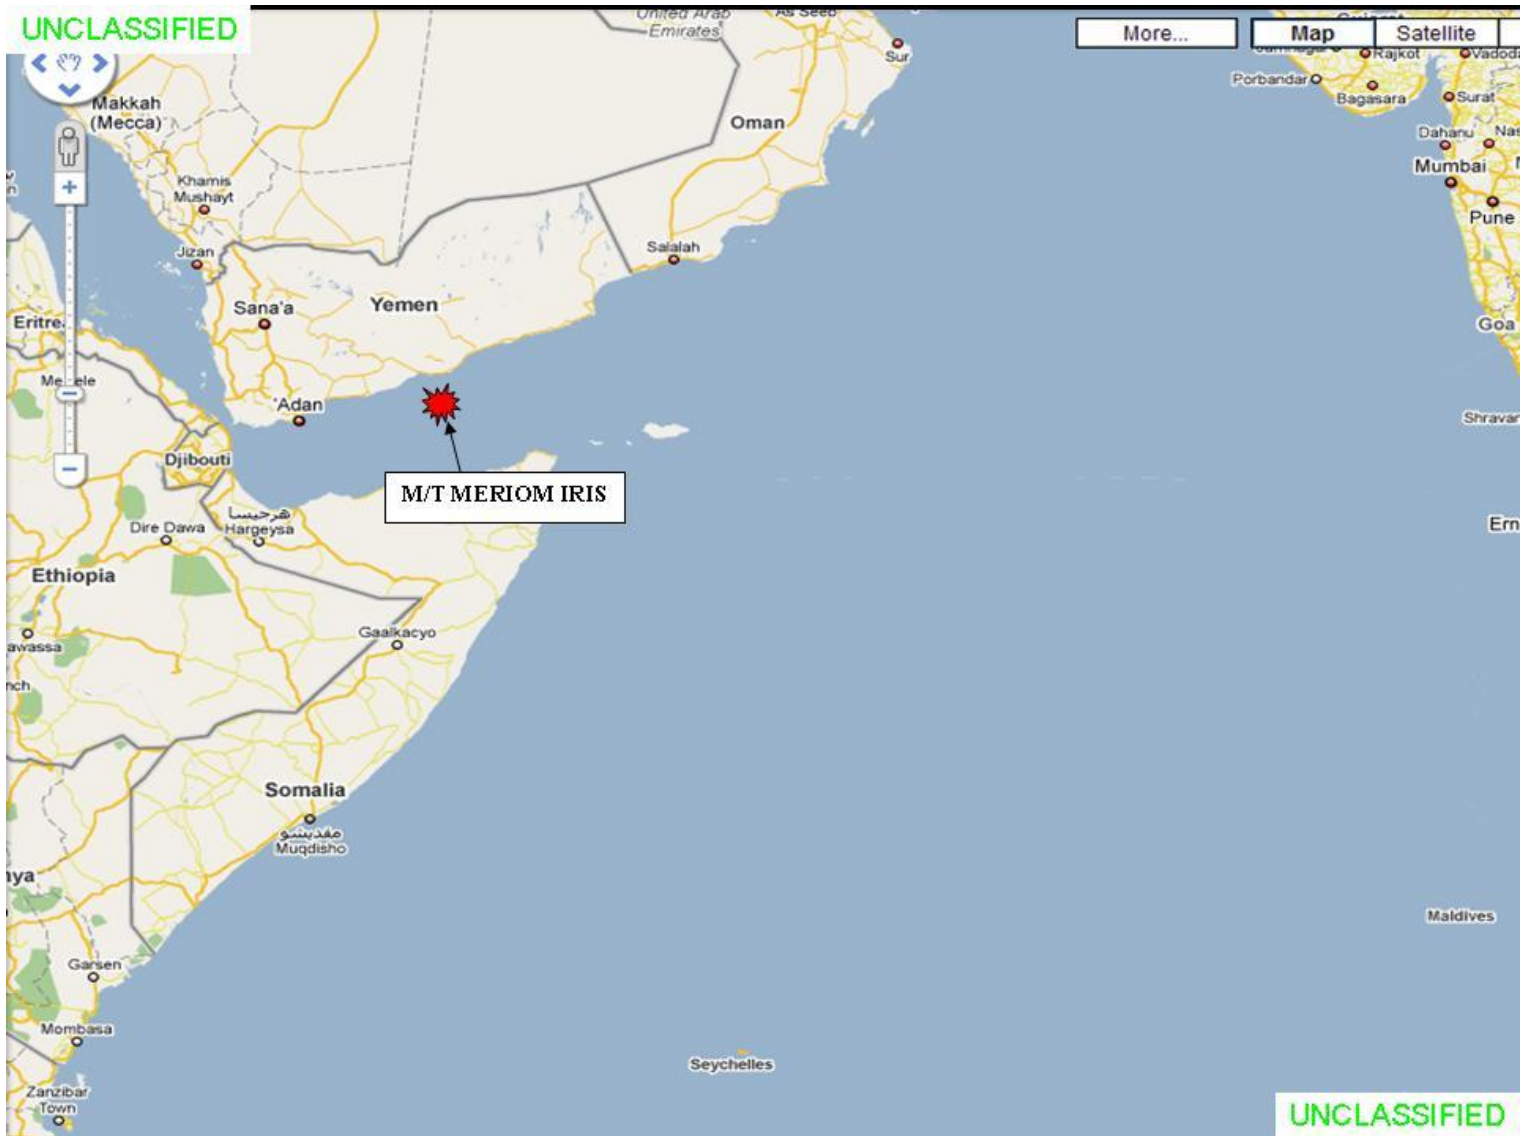 UNCLASSIFIED
United Arab
Emirates
As Seeb
Sur
More...
Map
Satellite
Gujarat
Rajkot
Porbandar
Bagasara
Surat
Dahanu
Mumbai
Pune
Makkah
(Mecca)
Oman
Khamis
Mushayt
Jizan
Salalah
Sana'a
Yemen
Goa
'Adan
Djibouti
M/T MERIOM IRIS
هرجيسا
Hargeysa
Dire Dawa
Ethiopia
Gaalkacyo
awassa
Somalia
مقديشو
Muqdisho
Maldives
Garsen
Mombasa
Seychelles
Zanzibar
Town
UNCLASSIFIED